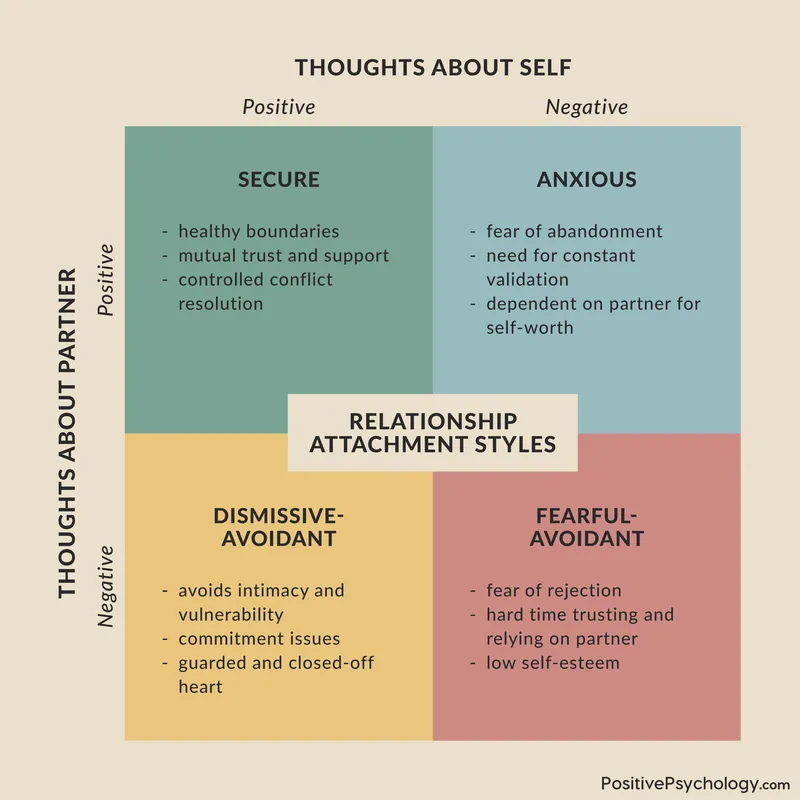 THOUGHTS ABOUT SELF
Positive
Negative
THOUGHTS ABOUT PARTNER
Positive
Negative
SECURE
- healthy boundaries
- mutual trust and support
- controlled conflict
resolution
ANXIOUS
- fear of abandonment
- need for constant
validation
- dependent on partner for
self-worth
RELATIONSHIP
ATTACHMENT STYLES
DISMISSIVE-
AVOIDANT
- avoids intimacy and
vulnerability
- commitment issues
- guarded and closed-off
heart
FEARFUL-
AVOIDANT
- fear of rejection
- hard time trusting and
relying on partner
- low self-esteem
PositivePsychology.com